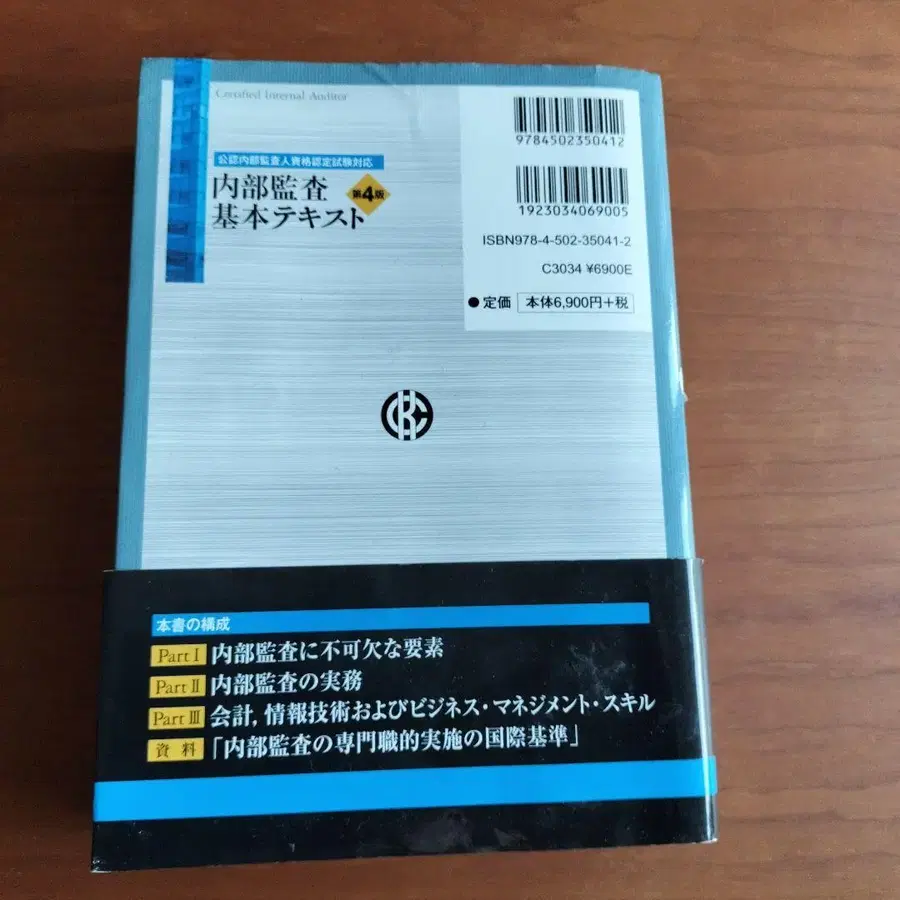 Certified Internal Auditor
公認内部監査人資格認定試験対応
内部監査
基本テキスト
第4版
9784502350412
1923034069005
ISBN978-4-502-35041-2
C3034 ¥6900E
●定価 本体6,900円+税
本書の構成
Part I 内部監査に不可欠な要素
Part II 内部監査の実務
Part III 会計,情報技術およびビジネス・マネジメント・スキル
資料 「内部監査の専門職的実施の国際基準」